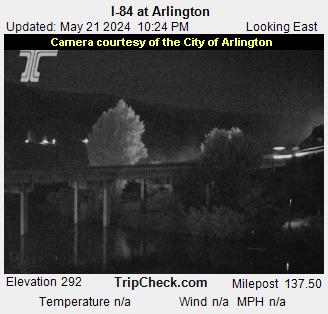 I-84 at Arlington
Updated: May 21 2024 10:24 PM Looking East
Camera courtesy of the City of Arlington
Elevation 292 TripCheck.com Milepost 137.50
Temperature n/a Wind n/a MPH n/a